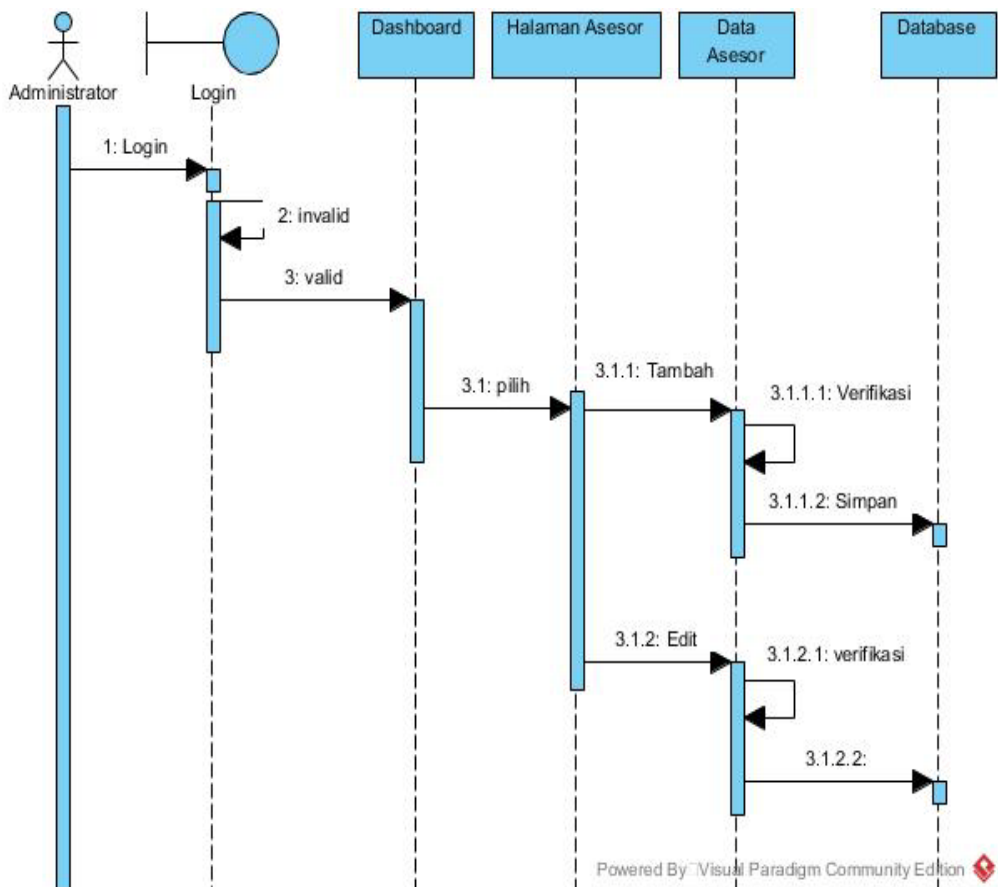 Administrator
Login
Dashboard
Halaman Asesor
Data
Asesor
Database
1: Login
2: invalid
3: valid
3.1: pilih
3.1.1: Tambah
3.1.1.1: Verifikasi
3.1.1.2: Simpan
3.1.2: Edit
3.1.2.1: verifikasi
3.1.2.2:
Powered By Visual Paradigm Community Edition